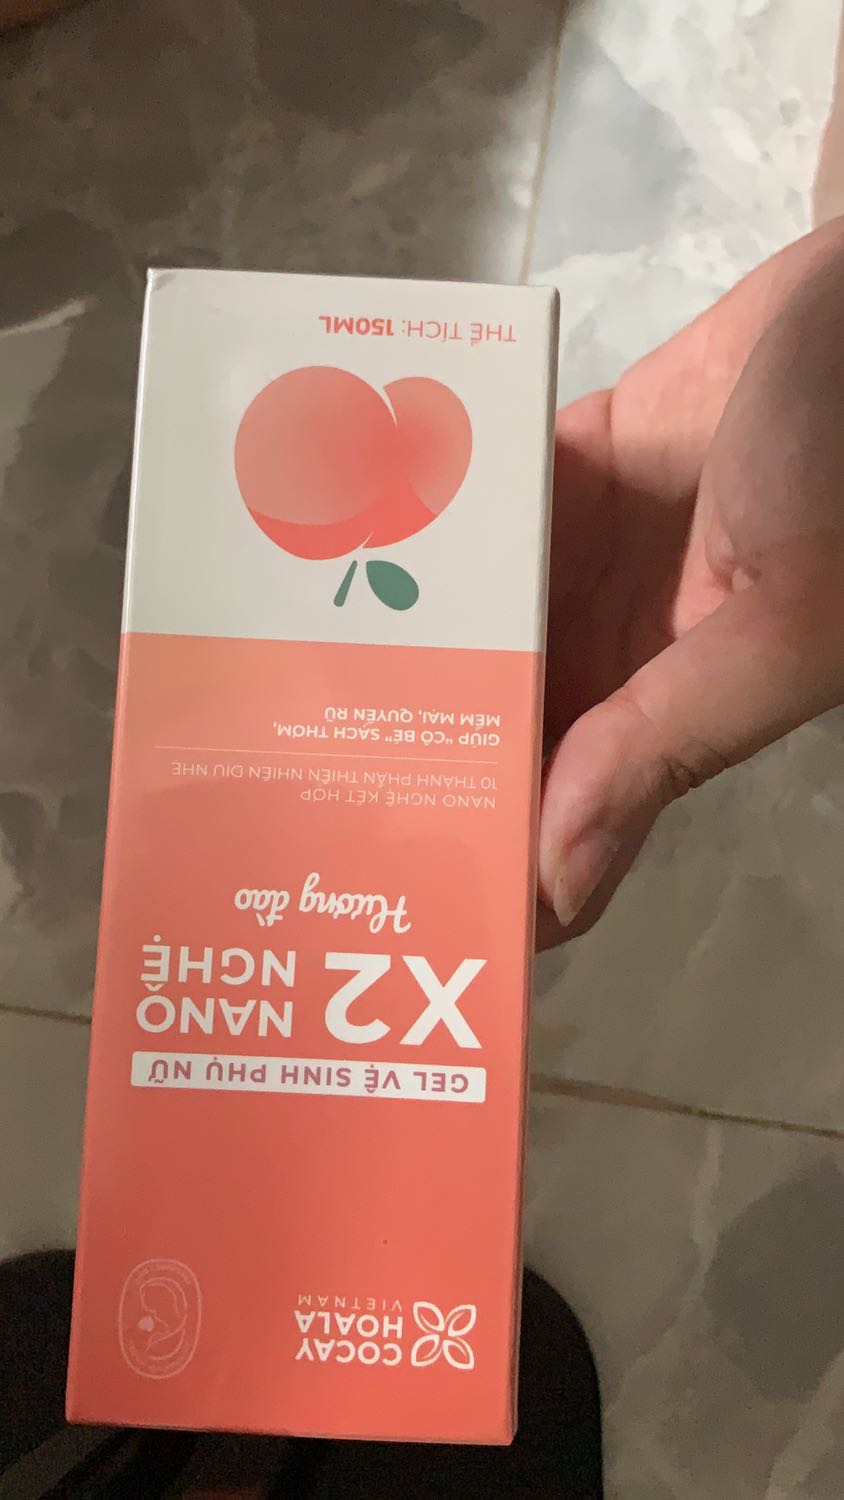 COCAY
HOALA
VIETNAM
GEL VỆ SINH PHỤ NỮ
X2 NANO
NGHỆ
Hương đào
NANO NGHỆ KẾT HỢP
10 THÀNH PHẦN THIÊN NHIÊN DỊU NHẸ
GIÚP "CÔ BÉ" SẠCH THƠM,
MỀM MẠI, QUYẾN RŨ
THỂ TÍCH: 150ML